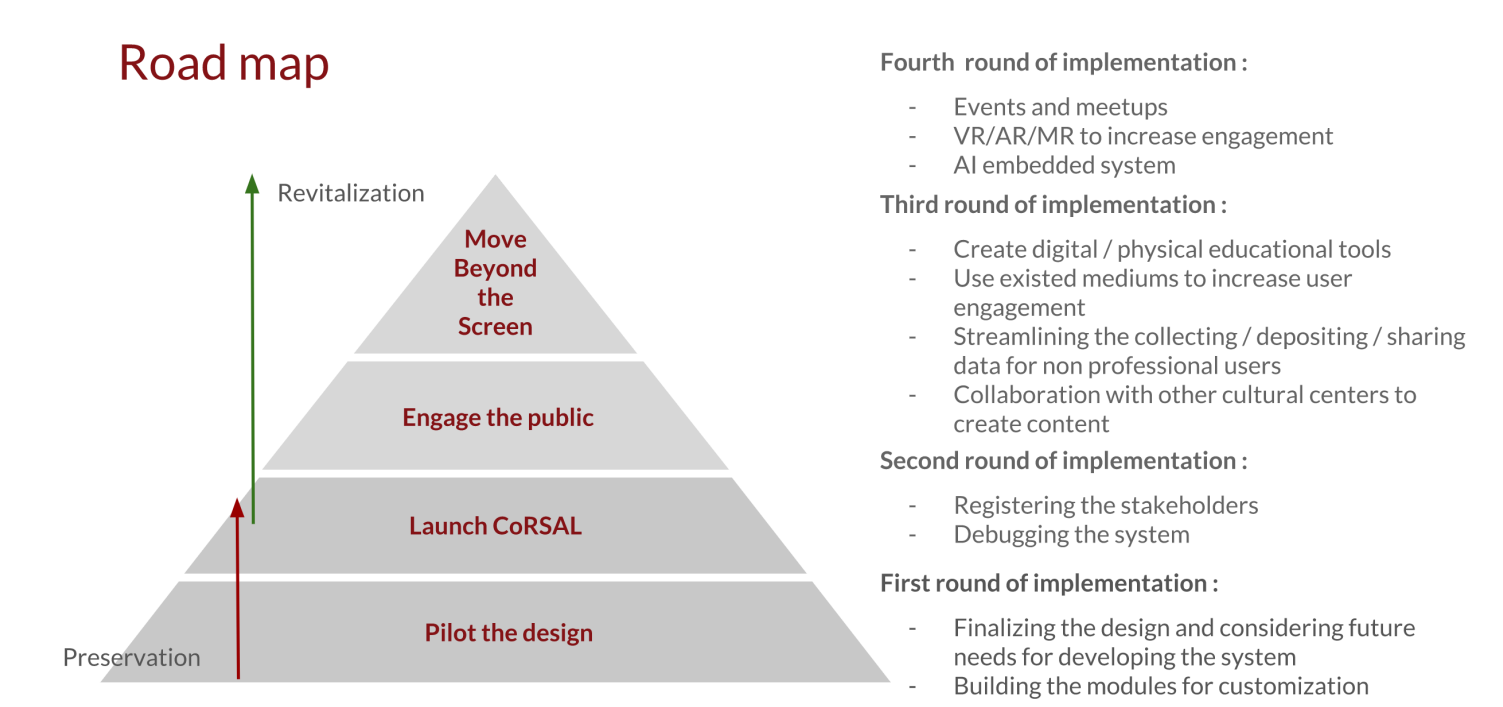 Road map
Revitalization
Move
Beyond
the
Screen
Engage the public
Launch CoRSAL
Pilot the design
Preservation
Fourth round of implementation :
- Events and meetups
- VR/AR/MR to increase engagement
- AI embedded system
Third round of implementation :
- Create digital / physical educational tools
- Use existed mediums to increase user
engagement
- Streamlining the collecting / depositing / sharing
data for non professional users
- Collaboration with other cultural centers to
create content
Second round of implementation :
- Registering the stakeholders
- Debugging the system
First round of implementation :
- Finalizing the design and considering future
needs for developing the system
- Building the modules for customization